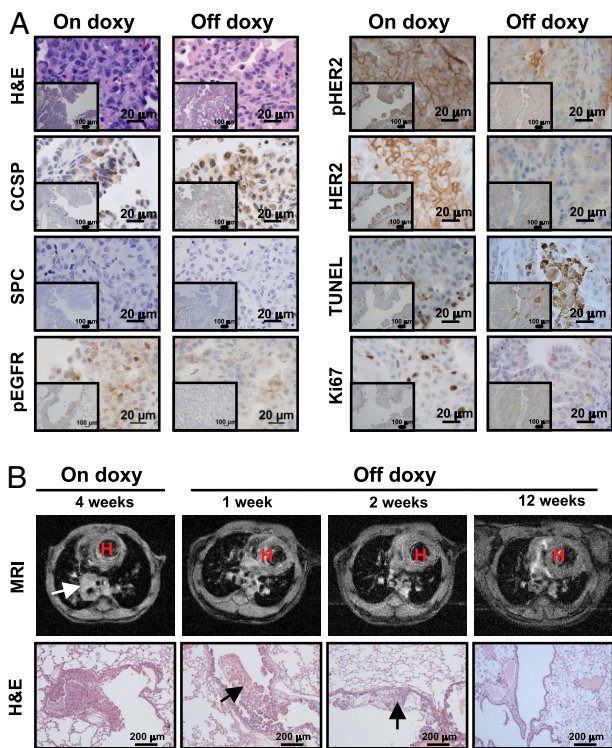 A
On doxy Off doxy On doxy Off doxy
H&E 100 µm 20 µm 100 µm 20 µm
pHER2 100 µm 20 µm 100 µm 20 µm
CCSP 100 µm 20 µm 100 µm 20 µm
HER2 100 µm 20 µm 100 µm 20 µm
SPC 100 µm 20 µm 100 µm 20 µm
TUNEL 100 µm 20 µm 100 µm 20 µm
pEGFR 100 µm 20 µm 100 µm 20 µm
Ki67 100 µm 20 µm 100 µm 20 µm
B
On doxy Off doxy
4 weeks 1 week 2 weeks 12 weeks
MRI H H H H
H&E 200 µm 200 µm 200 µm 200 µm